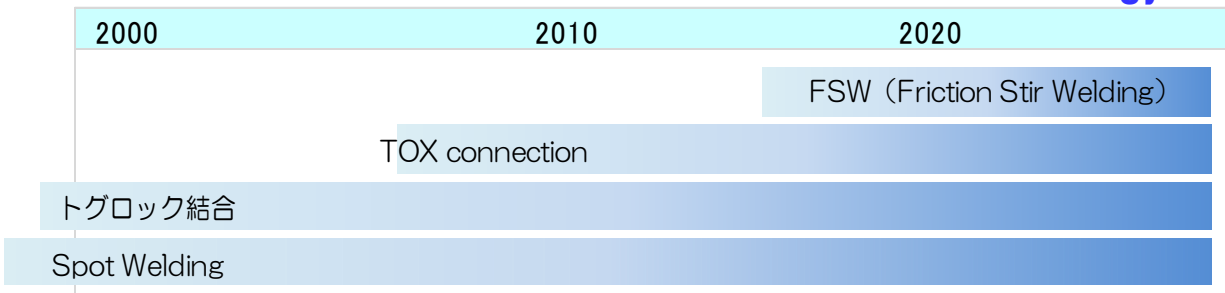 2000 2010 2020
FSW（Friction Stir Welding）
TOX connection
トグロック結合
Spot Welding